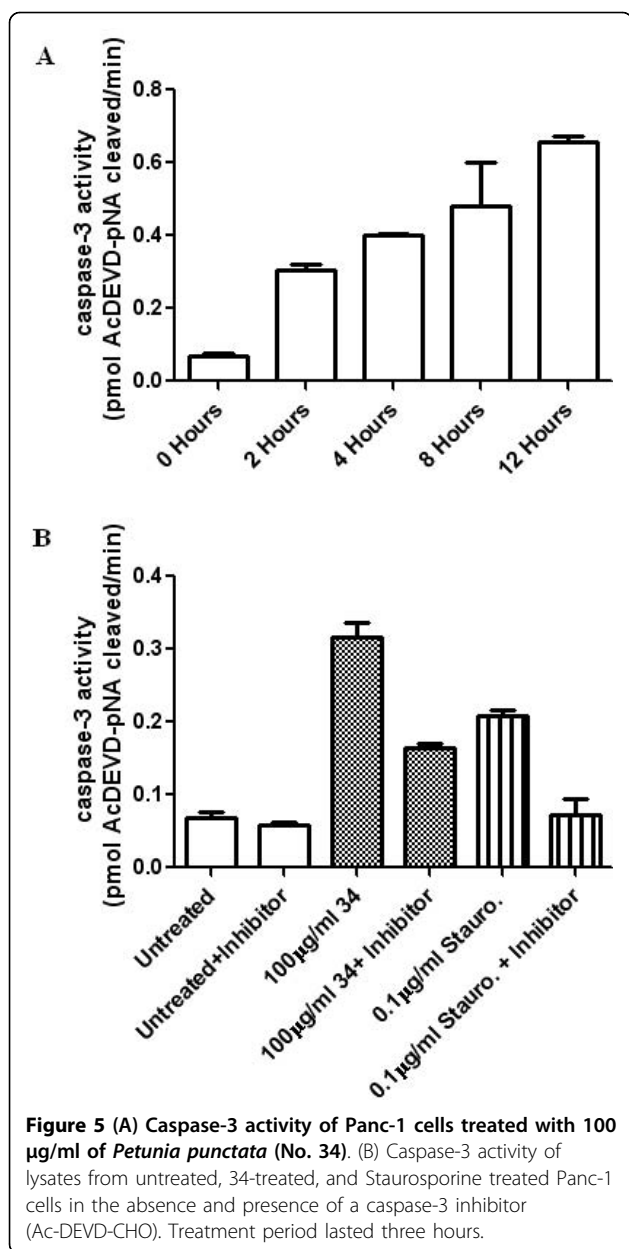 A
caspase-3 activity
(pmol AcDEVD-pNA cleaved/min)
0.8
0.6
0.4
0.2
0.0
0 Hours
2 Hours
4 Hours
8 Hours
12 Hours
B
caspase-3 activity
(pmol AcDEVD-pNA cleaved/min)
0.4
0.3
0.2
0.1
0.0
Untreated
Untreated+Inhibitor
100µg/ml 34
100µg/ml 34+ Inhibitor
0.1µg/ml Stauro.
0.1µg/ml Stauro. + Inhibitor
Figure 5 (A) Caspase-3 activity of Panc-1 cells treated with 100
µg/ml of Petunia punctata (No. 34). (B) Caspase-3 activity of
lysates from untreated, 34-treated, and Staurosporine treated Panc-1
cells in the absence and presence of a caspase-3 inhibitor
(Ac-DEVD-CHO). Treatment period lasted three hours.